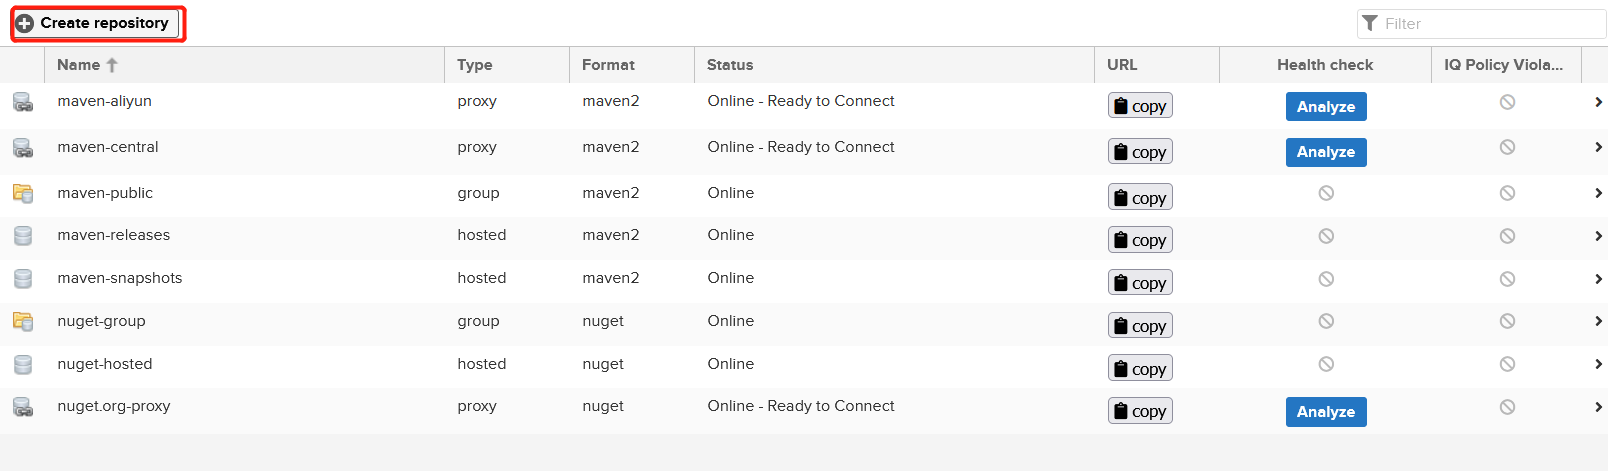 Create repository Filter
Name Type Format Status URL Health check IQ Policy Viola...
maven-aliyun proxy maven2 Online - Ready to Connect copy Analyze
maven-central proxy maven2 Online - Ready to Connect copy Analyze
maven-public group maven2 Online copy
maven-releases hosted maven2 Online copy
maven-snapshots hosted maven2 Online copy
nuget-group group nuget Online copy
nuget-hosted hosted nuget Online copy
nuget.org-proxy proxy nuget Online - Ready to Connect copy Analyze